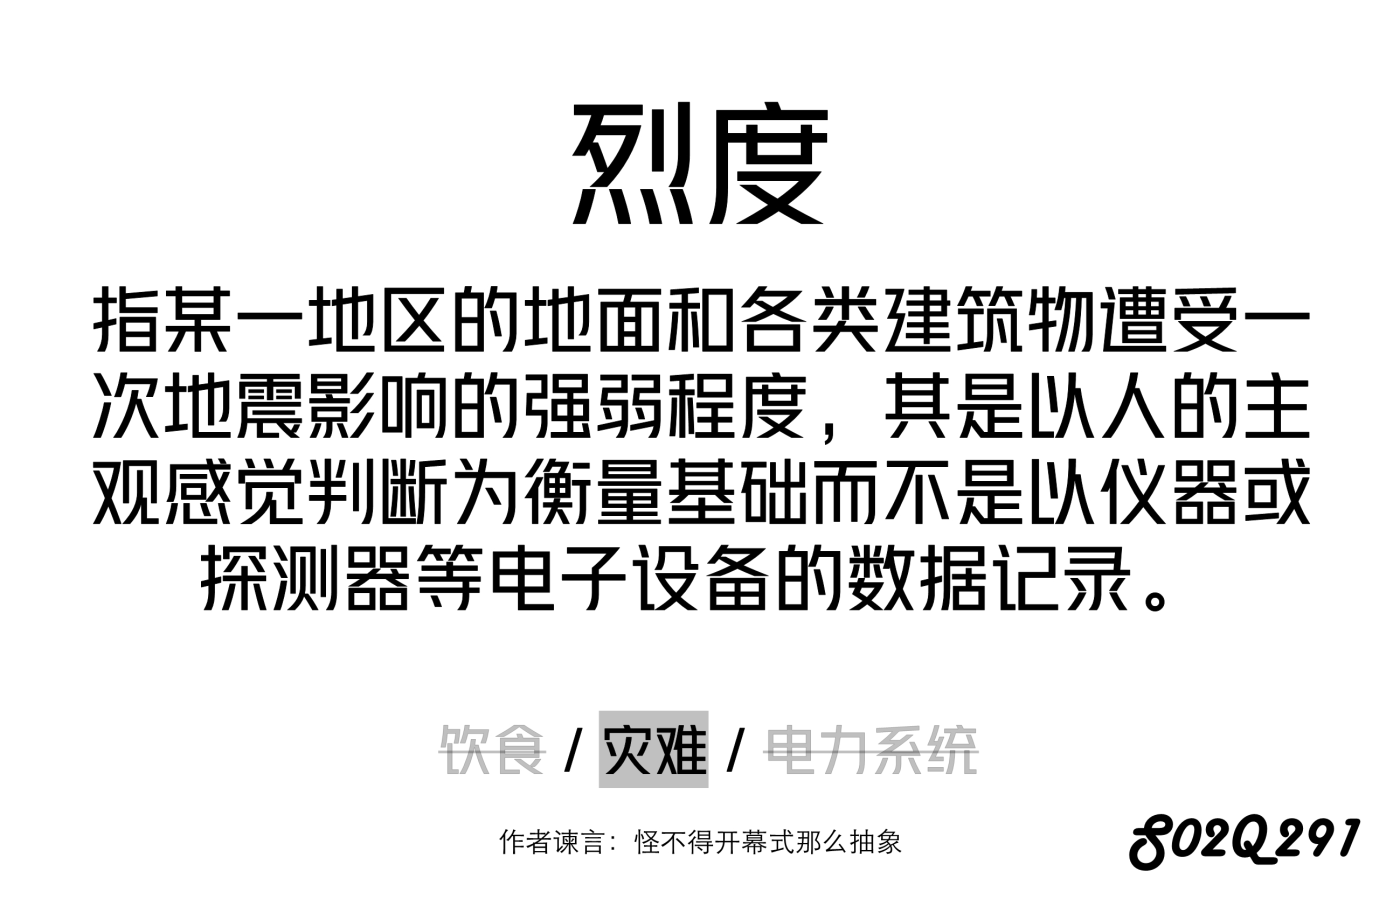 烈度
指某一地区的地面和各类建筑物遭受一
次地震影响的强弱程度，其是以人的主
观感觉判断为衡量基础而不是以仪器或
探测器等电子设备的数据记录。
饮食 / 灾难 / 电力系统
作者谏言：怪不得开幕式那么抽象
S02Q291